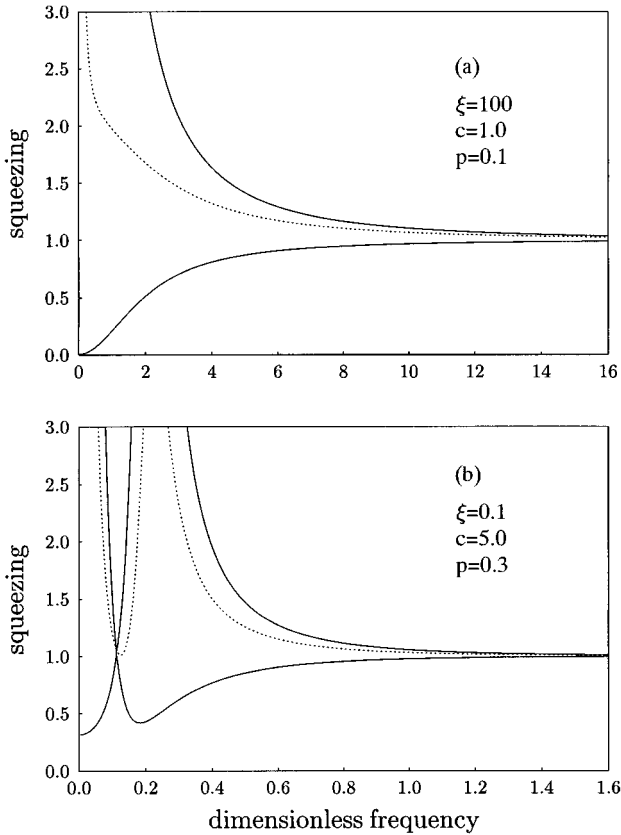 3.0
2.5
2.0
1.5
1.0
0.5
0.0
squeezing
(a)
ξ=100
c=1.0
p=0.1
0 2 4 6 8 10 12 14 16
3.0
2.5
2.0
1.5
1.0
0.5
0.0
squeezing
(b)
ξ=0.1
c=5.0
p=0.3
0.0 0.2 0.4 0.6 0.8 1.0 1.2 1.4 1.6
dimensionless frequency